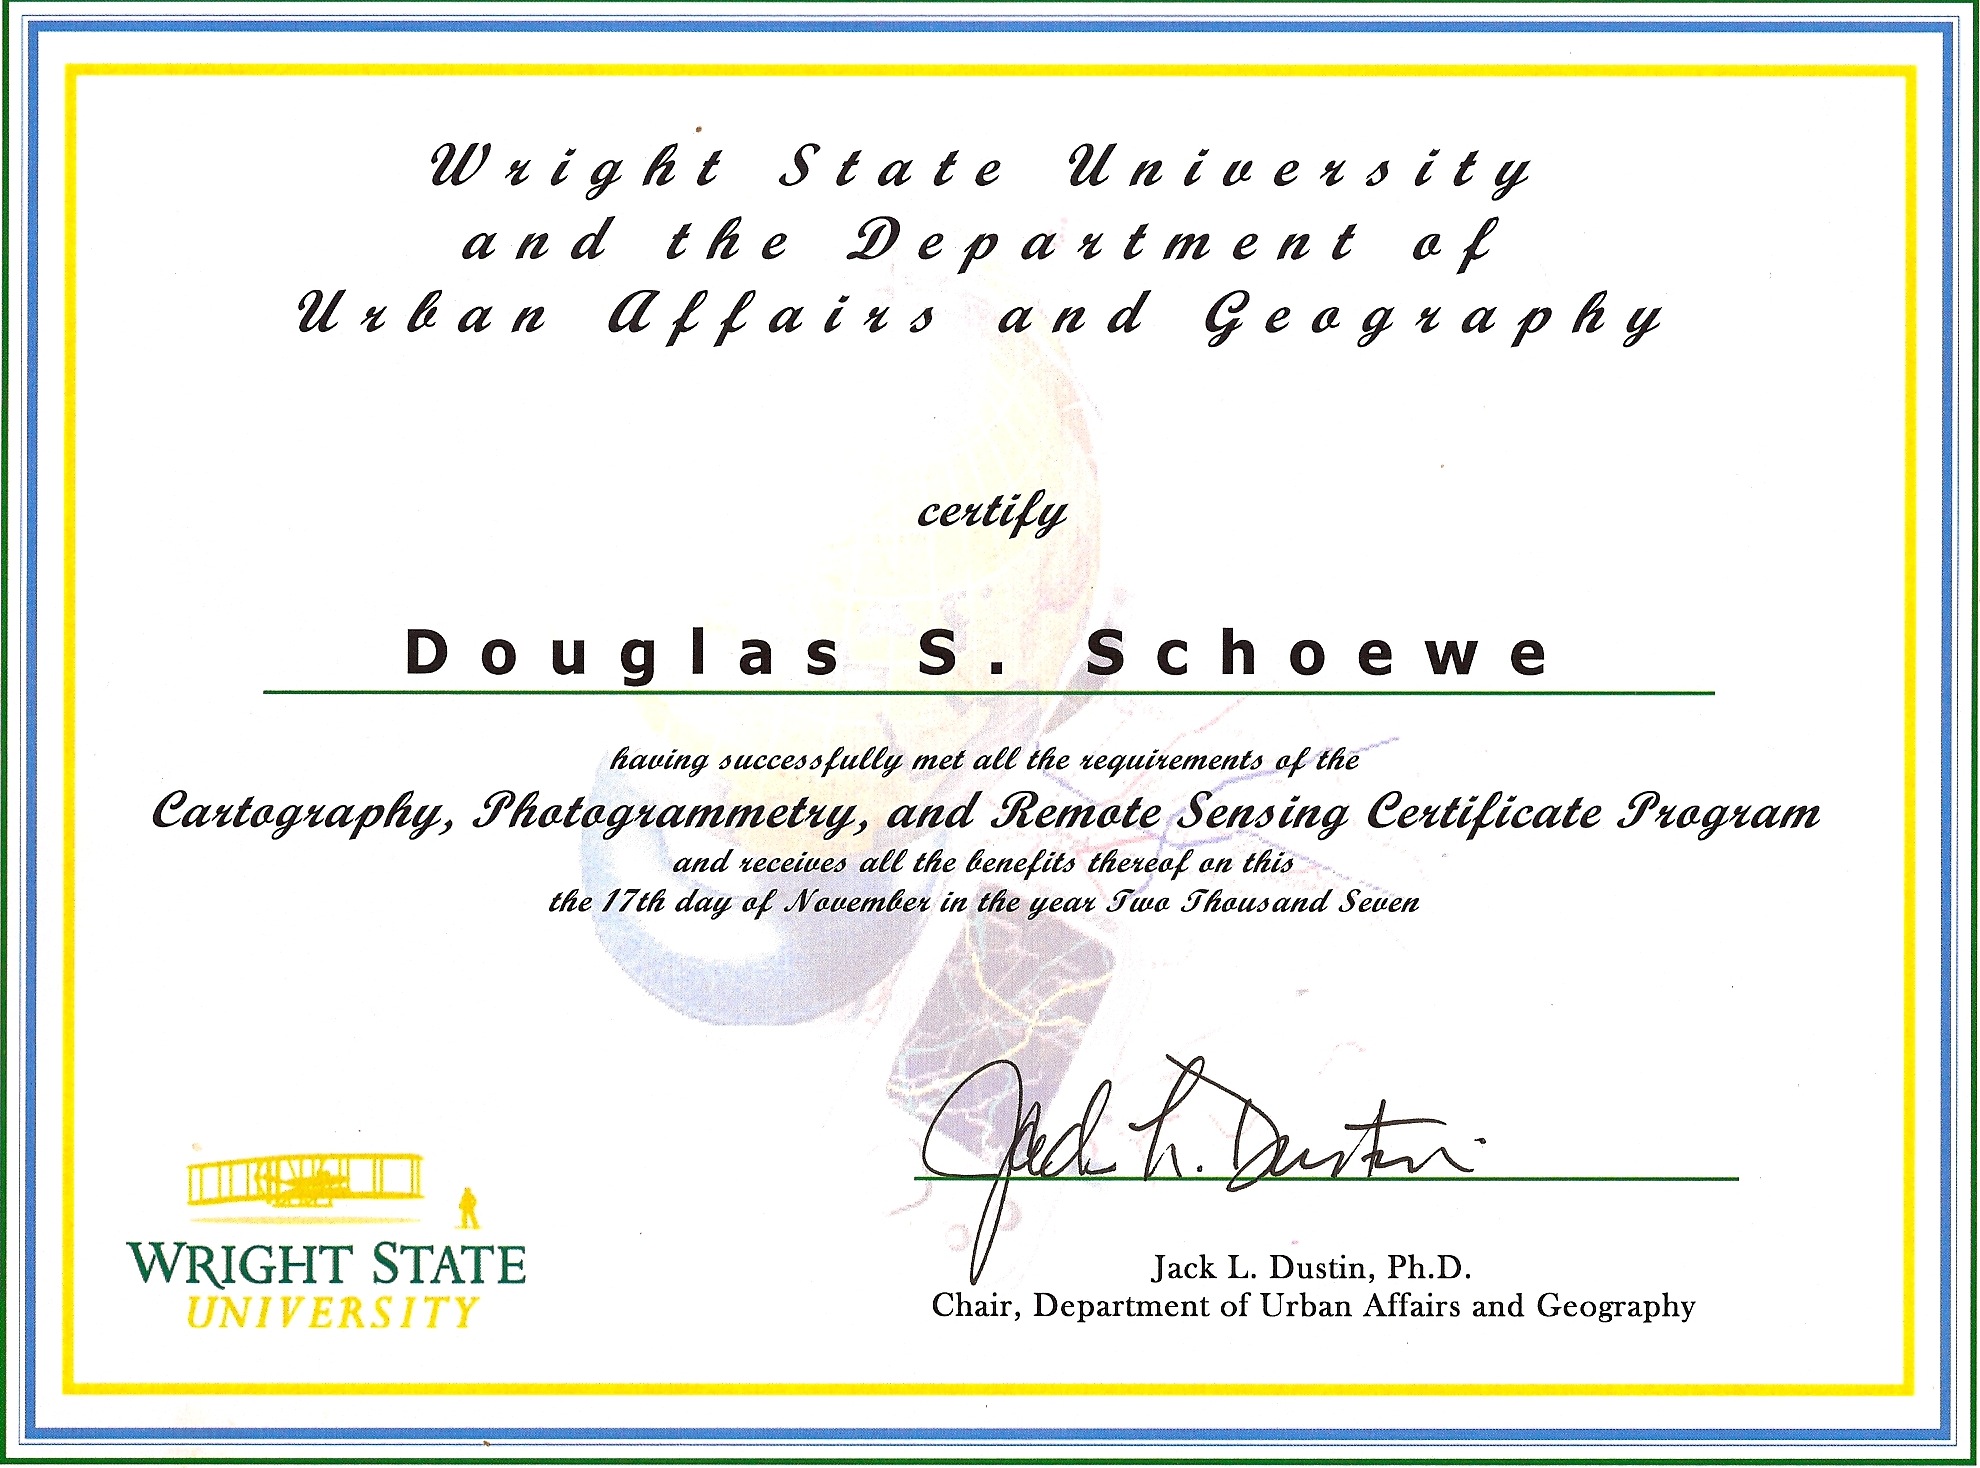 Wright State University
and the Department of
Urban Affairs and Geography
certify
Douglas S. Schoewe
having successfully met all the requirements of the
Cartography, Photogrammetry, and Remote Sensing Certificate Program
and receives all the benefits thereof on this
the 17th day of November in the year Two Thousand Seven
Jack L. Dustin
WRIGHT STATE
UNIVERSITY
Jack L. Dustin, Ph.D.
Chair, Department of Urban Affairs and Geography